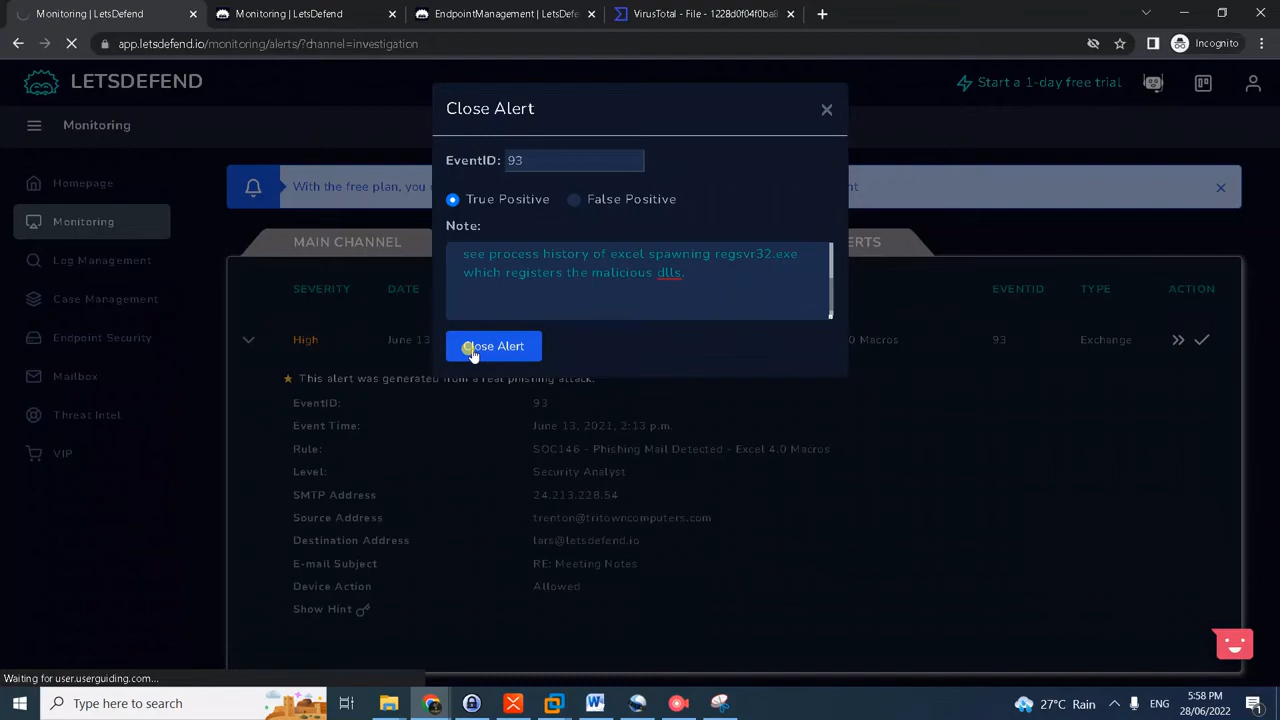 Monitoring | LetsDefend
Monitoring | LetsDefend
EndpointManagement | LetsDefe
VirusTotal - File - 1228d0f04f0ba8
app.letsdefend.io/monitoring/alerts/?channel=investigation
Incognito
LETSDEFEND
Start a 1-day free trial
Monitoring
Close Alert
EventID:
93
True Positive
False Positive
Note:
see process history of excel spawning regsvr32.exe
which registers the malicious dlls.
Close Alert
With the free plan, you
Homepage
Monitoring
Log Management
Case Management
Endpoint Security
Mailbox
Threat Intel
VIP
MAIN CHANNEL
SEVERITY
DATE
EVENTID
TYPE
ACTION
High
June 13
0 Macros
93
Exchange
This alert was generated from a real phishing attack.
EventID:
93
Event Time:
June 13, 2021, 2:13 p.m.
Rule:
SOC146 - Phishing Mail Detected - Excel 4.0 Macros
Level:
Security Analyst
SMTP Address
24.213.228.54
Source Address
trenton@tritowncomputers.com
Destination Address
lars@letsdefend.io
E-mail Subject
RE: Meeting Notes
Device Action
Allowed
Show Hint
Waiting for user.userguiding.com...
Type here to search
27°C Rain
ENG
5:58 PM
28/06/2022